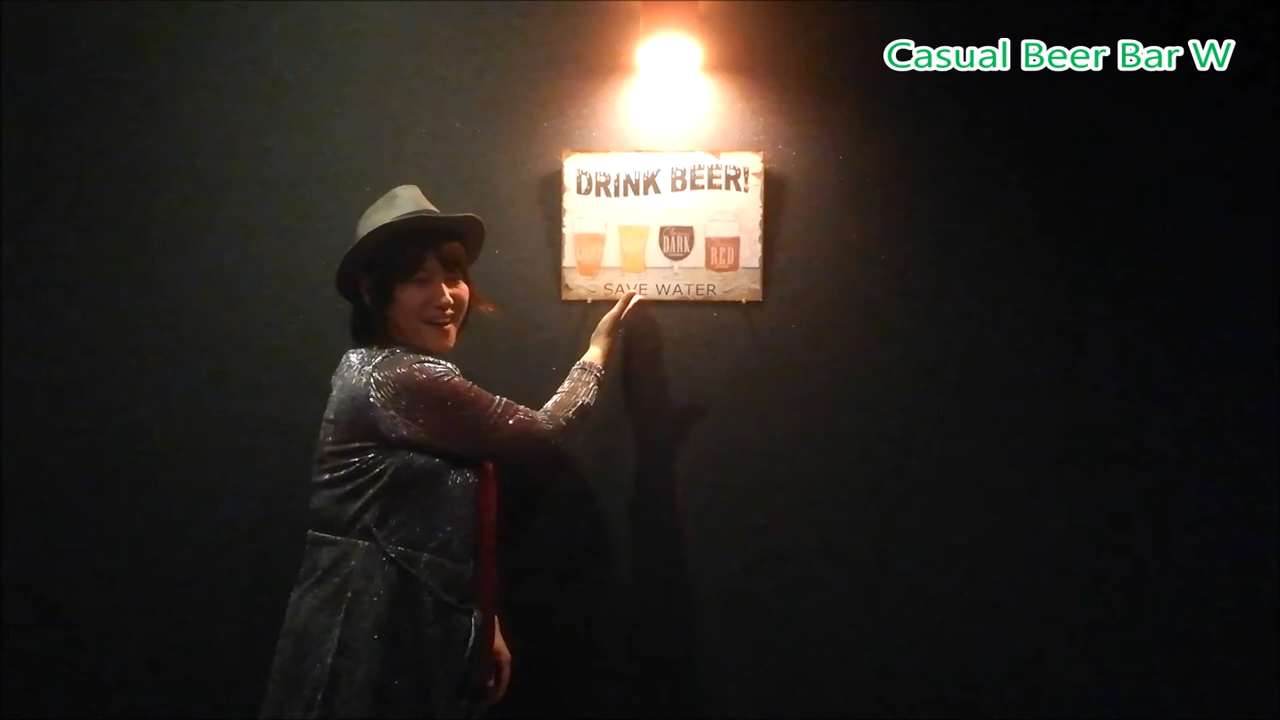 Casual Beer Bar W
DRINK BEER!
DARK
RED
SAVE WATER